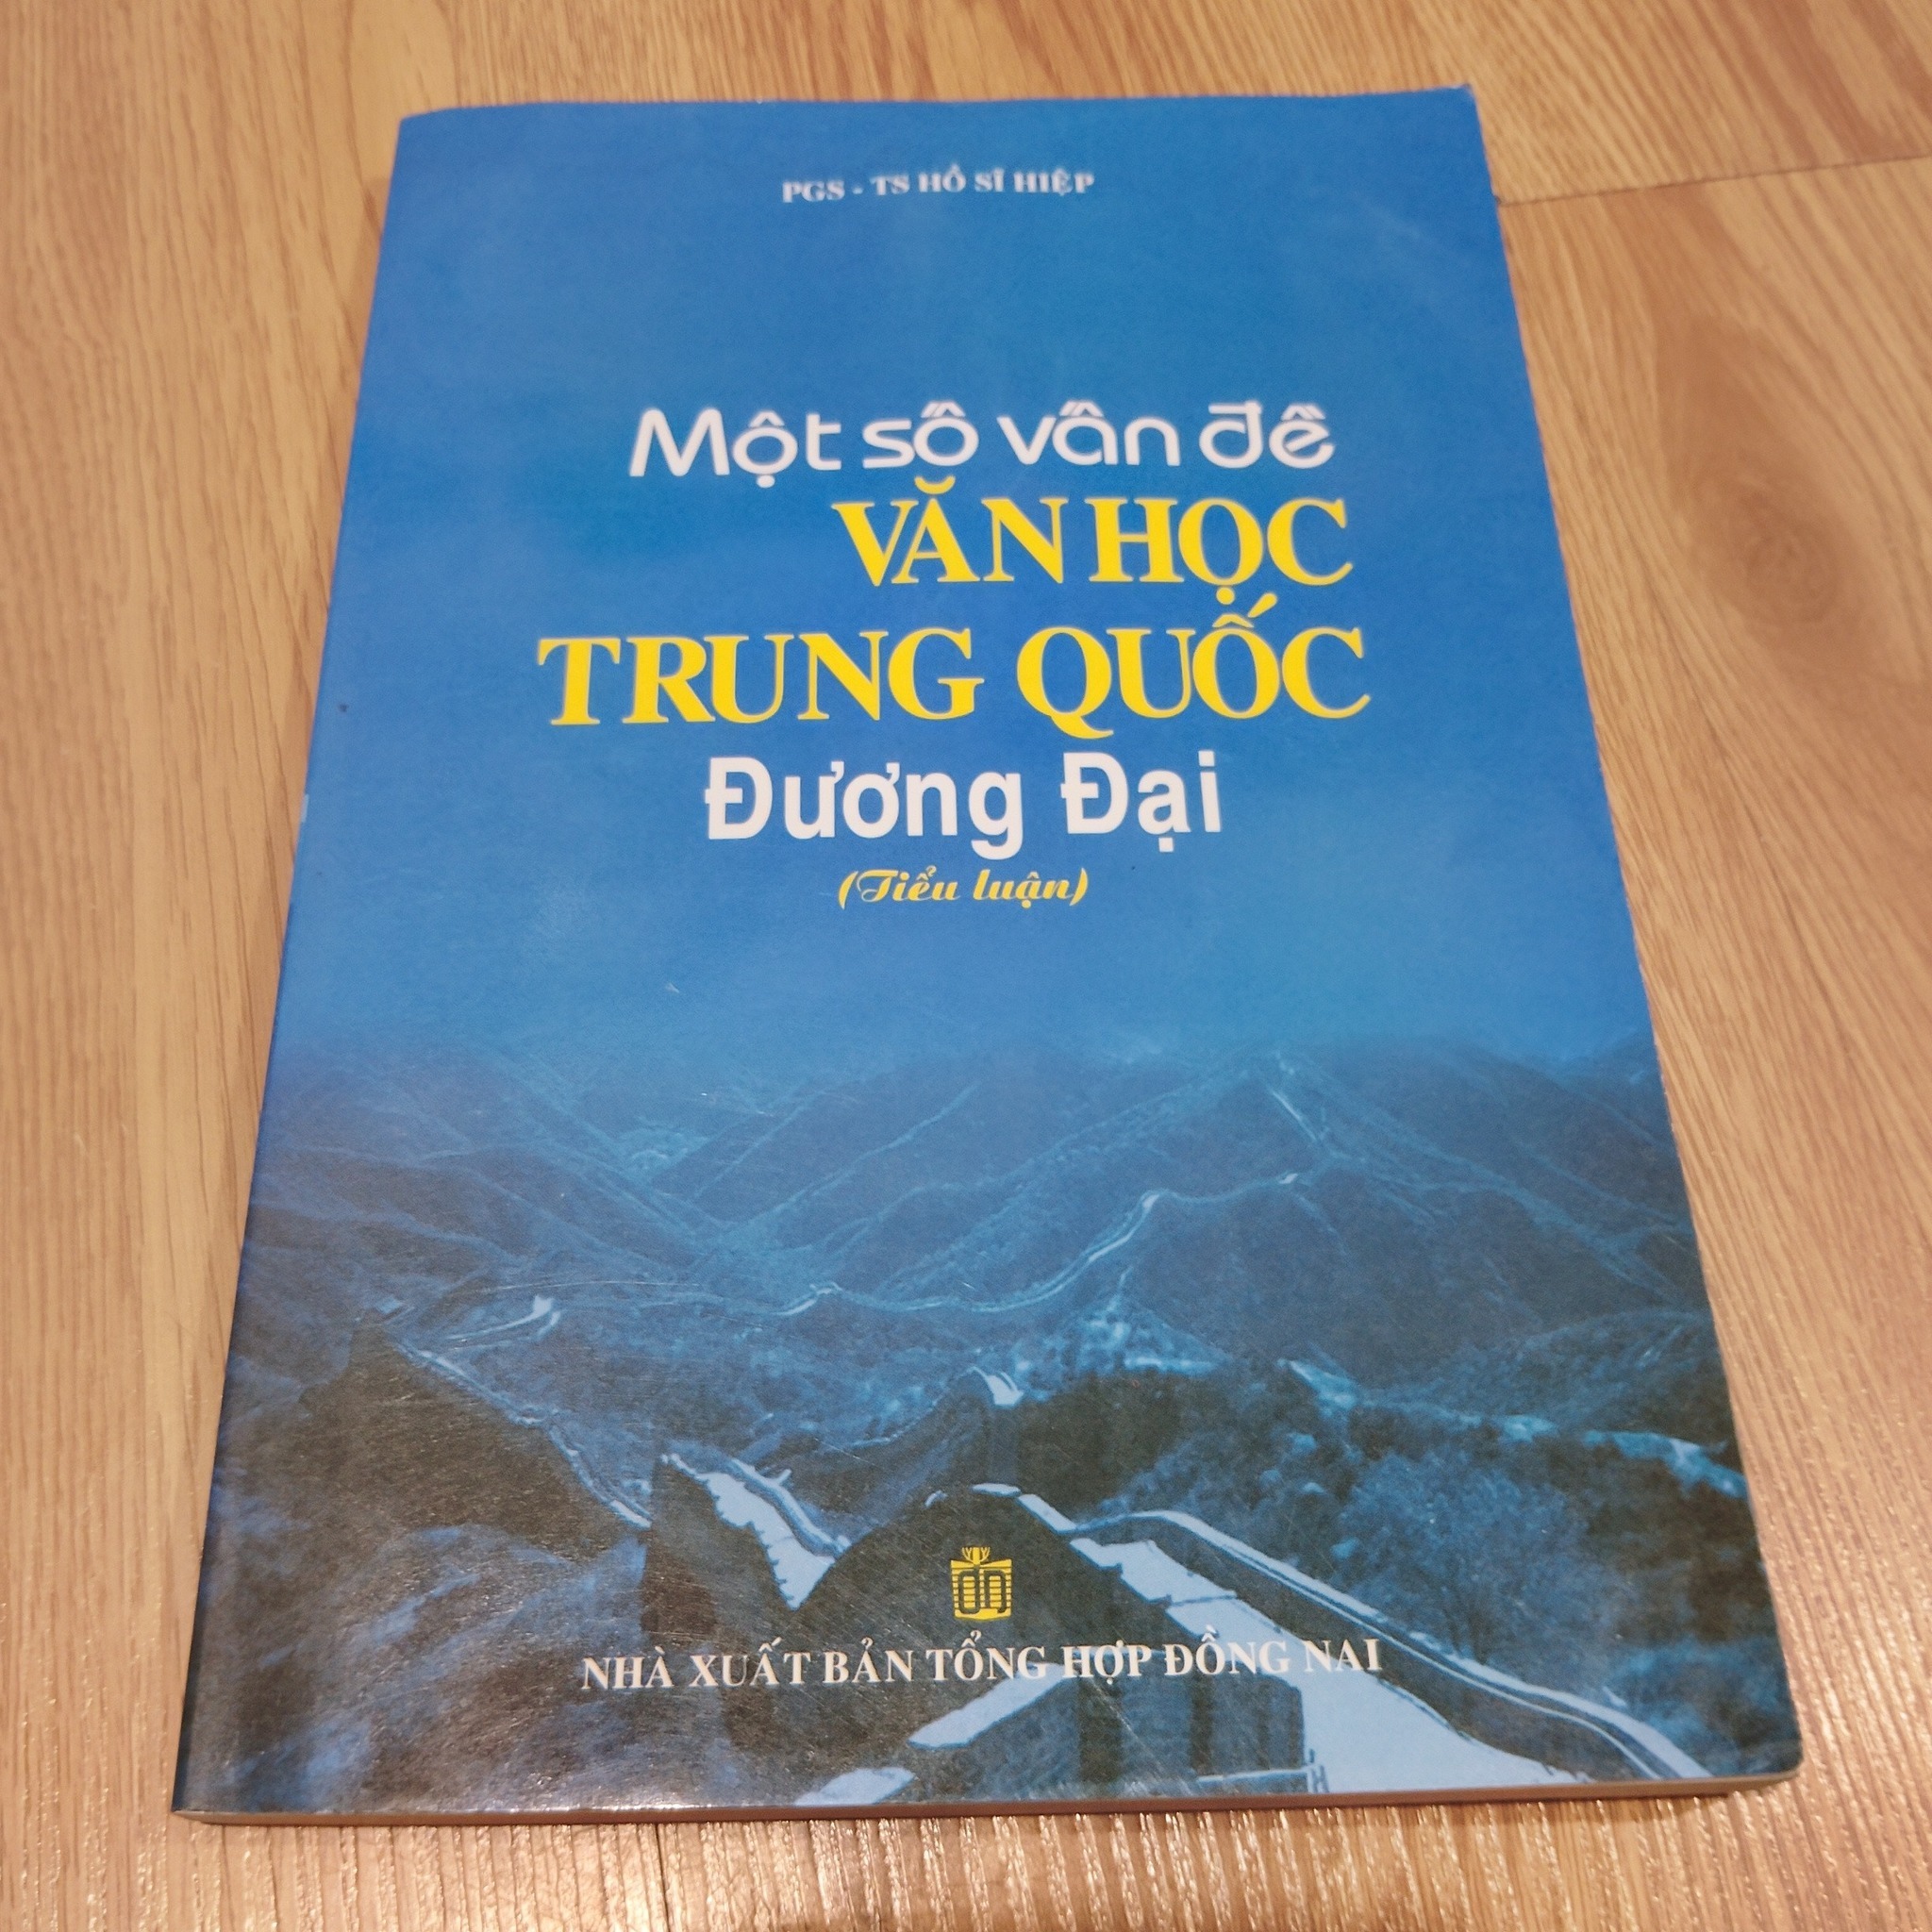 PGS - TS HỒ SĨ HIỆP
Một số vấn đề
VĂN HỌC
TRUNG QUỐC
Đương Đại
(Tiểu luận)
NHÀ XUẤT BẢN TỔNG HỢP ĐỒNG NAI